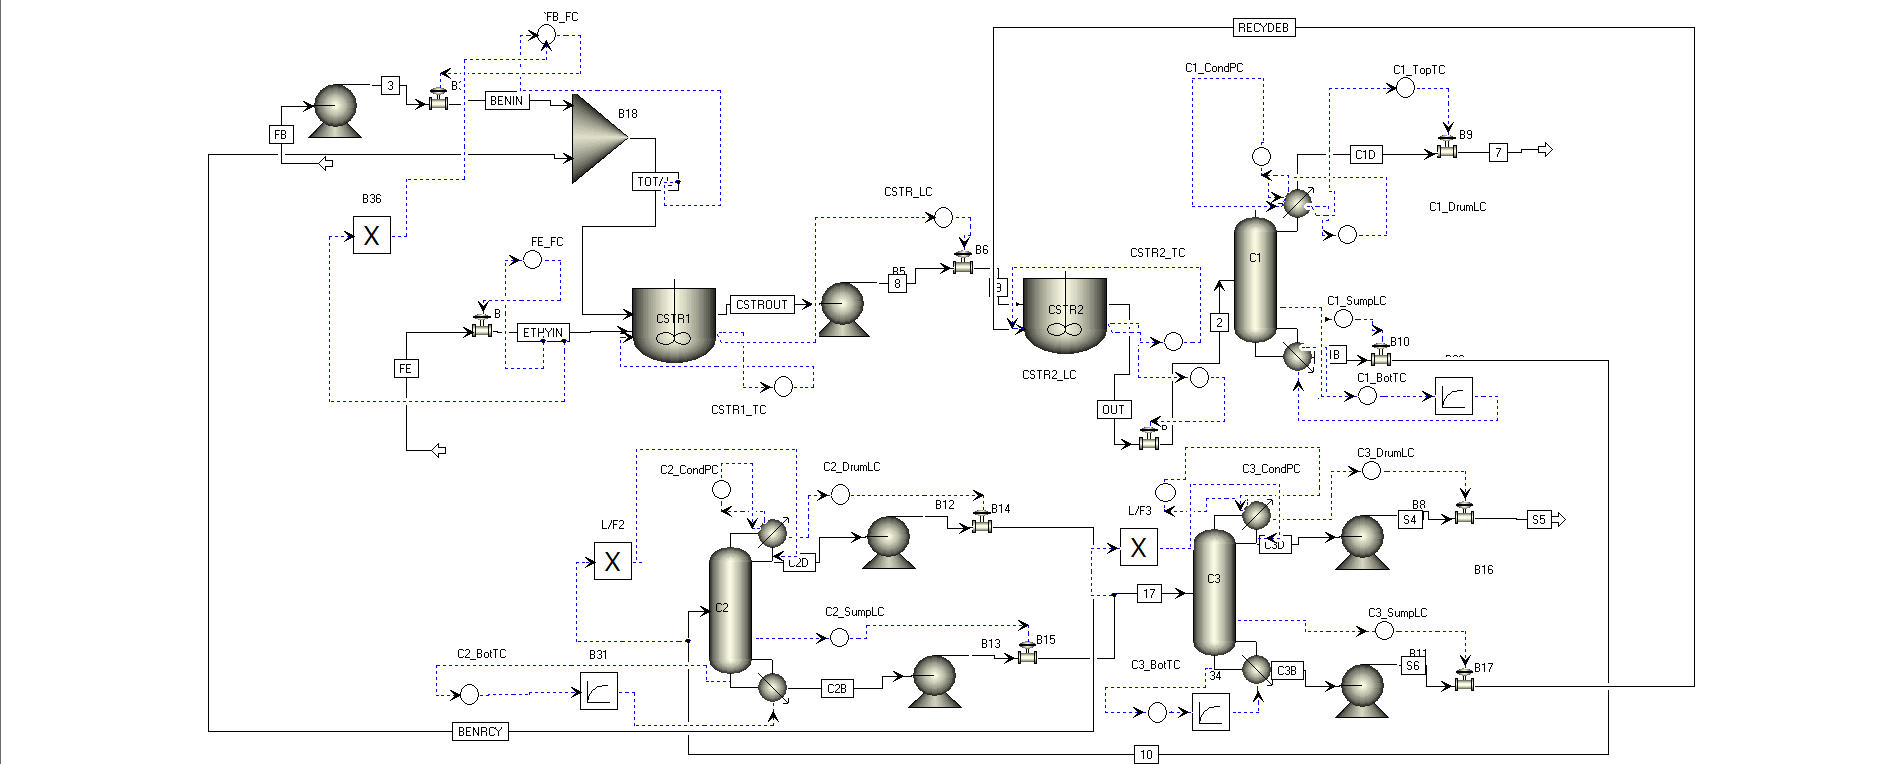 FB_FC
RECYDEB
C1_CondPC
C1_TopTC
3
BENIN
B18
B9
FB
C1D
7
TOTAL
CSTR_LC
B36
C1_DrumLC
X
FE_FC
B6
CSTR2_TC
C1
B5
8
9
C1_SumpLC
CSTROUT
B
ETHYIN
CSTR1
CSTR2
2
B10
IB
FE
CSTR2_LC
C1_BotTC
CSTR1_TC
OUT
C2_CondPC
C2_DrumLC
C3_CondPC
C3_DrumLC
B12
B14
L/F2
L/F3
B8
S4
S5
X
X
C2D
C3D
B16
C2
C3
17
C2_SumpLC
C3_SumpLC
B13
B15
C2_BotTC
B31
C3_BotTC
34
C3B
B11
S6
B17
C2B
BENRCY
10